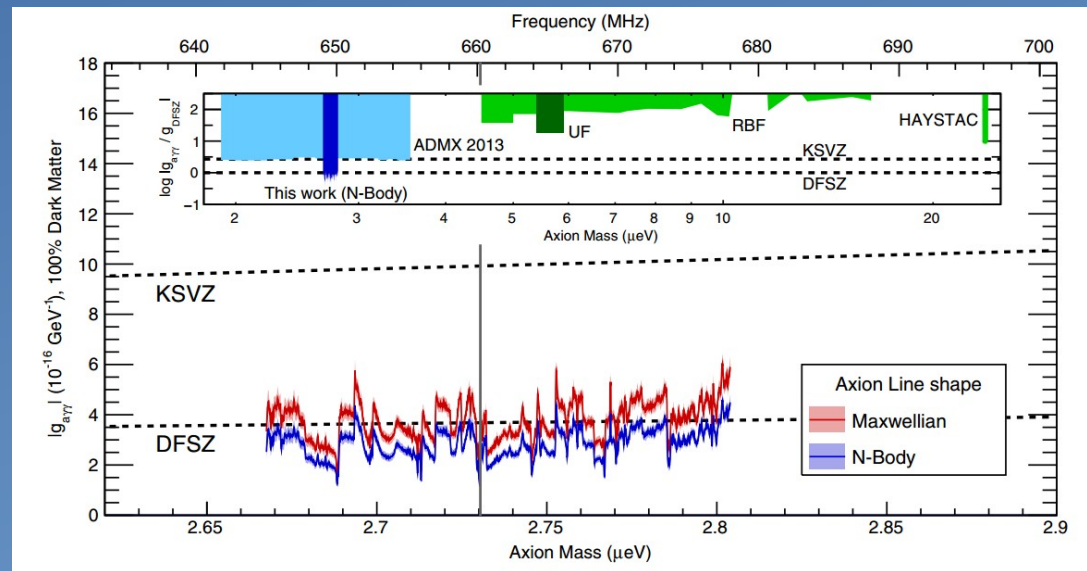 Frequency (MHz)
640 650 660 670 680 690 700
18
16
14
12
10
8
6
4
2
0
|g_aγγ| (10⁻¹⁶ GeV⁻¹), 100% Dark Matter
log |g_aγγ / g_DFSZ|
2
1
0
−1
ADMX 2013
UF
RBF
HAYSTAC
KSVZ
DFSZ
This work (N-Body)
2 3 4 5 6 7 8 9 10 20
Axion Mass (μeV)
KSVZ
DFSZ
Axion Line shape
Maxwellian
N-Body
2.65 2.7 2.75 2.8 2.85 2.9
Axion Mass (μeV)